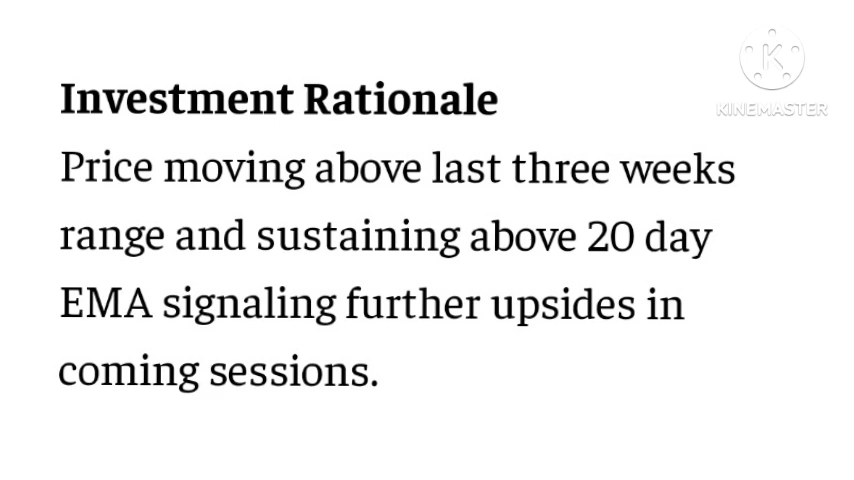 Investment Rationale
KINEMASTER
Price moving above last three weeks
range and sustaining above 20 day
EMA signaling further upsides in
coming sessions.